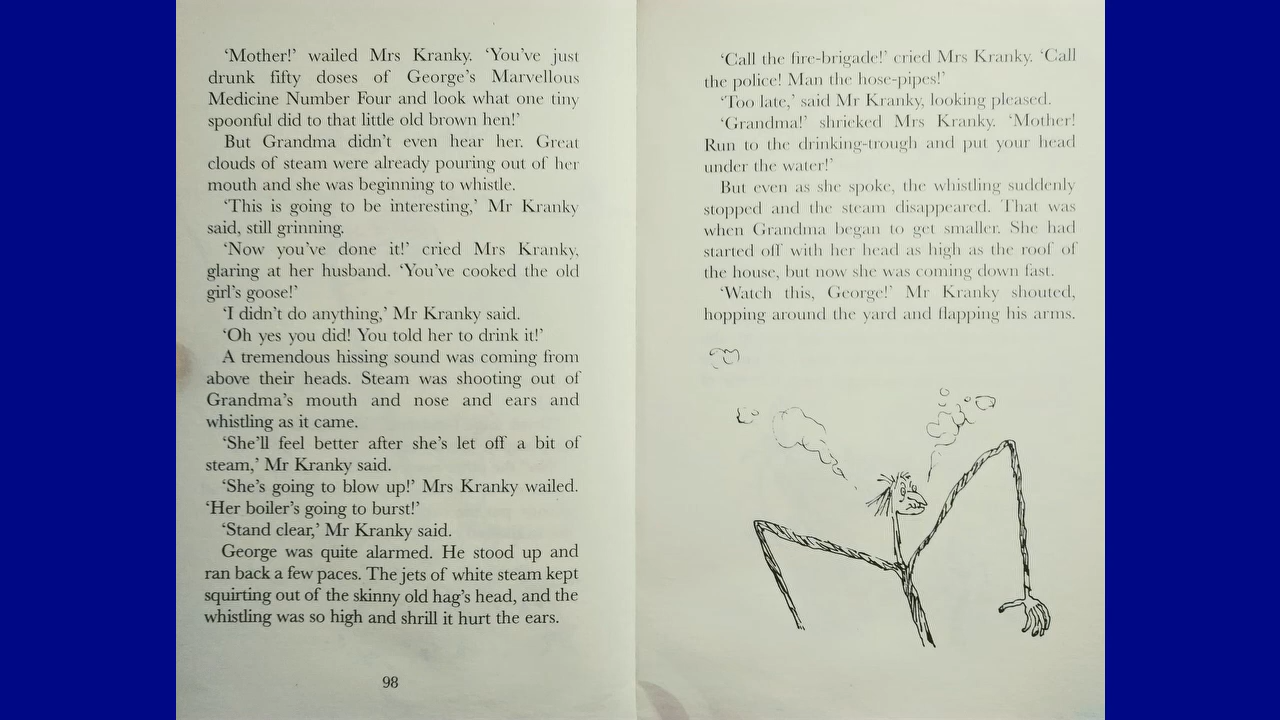 ‘Mother!’ wailed Mrs Kranky. ‘You’ve just
drunk fifty doses of George’s Marvellous
Medicine Number Four and look what one tiny
spoonful did to that little old brown hen!’
But Grandma didn’t even hear her. Great
clouds of steam were already pouring out of her
mouth and she was beginning to whistle.
‘This is going to be interesting,’ Mr Kranky
said, still grinning.
‘Now you’ve done it!’ cried Mrs Kranky,
glaring at her husband. ‘You’ve cooked the old
girl’s goose!’
‘I didn’t do anything,’ Mr Kranky said.
‘Oh yes you did! You told her to drink it!’
A tremendous hissing sound was coming from
above their heads. Steam was shooting out of
Grandma’s mouth and nose and ears and
whistling as it came.
‘She’ll feel better after she’s let off a bit of
steam,’ Mr Kranky said.
‘She’s going to blow up!’ Mrs Kranky wailed.
‘Her boiler’s going to burst!’
‘Stand clear,’ Mr Kranky said.
George was quite alarmed. He stood up and
ran back a few paces. The jets of white steam kept
squirting out of the skinny old hag’s head, and the
whistling was so high and shrill it hurt the ears.
98
‘Call the fire-brigade!’ cried Mrs Kranky. ‘Call
the police! Man the hose-pipes!’
‘Too late,’ said Mr Kranky, looking pleased.
‘Grandma!’ shrieked Mrs Kranky. ‘Mother!
Run to the drinking-trough and put your head
under the water!’
But even as she spoke, the whistling suddenly
stopped and the steam disappeared. That was
when Grandma began to get smaller. She had
started off with her head as high as the roof of
the house, but now she was coming down fast.
‘Watch this, George!’ Mr Kranky shouted,
hopping around the yard and flapping his arms.